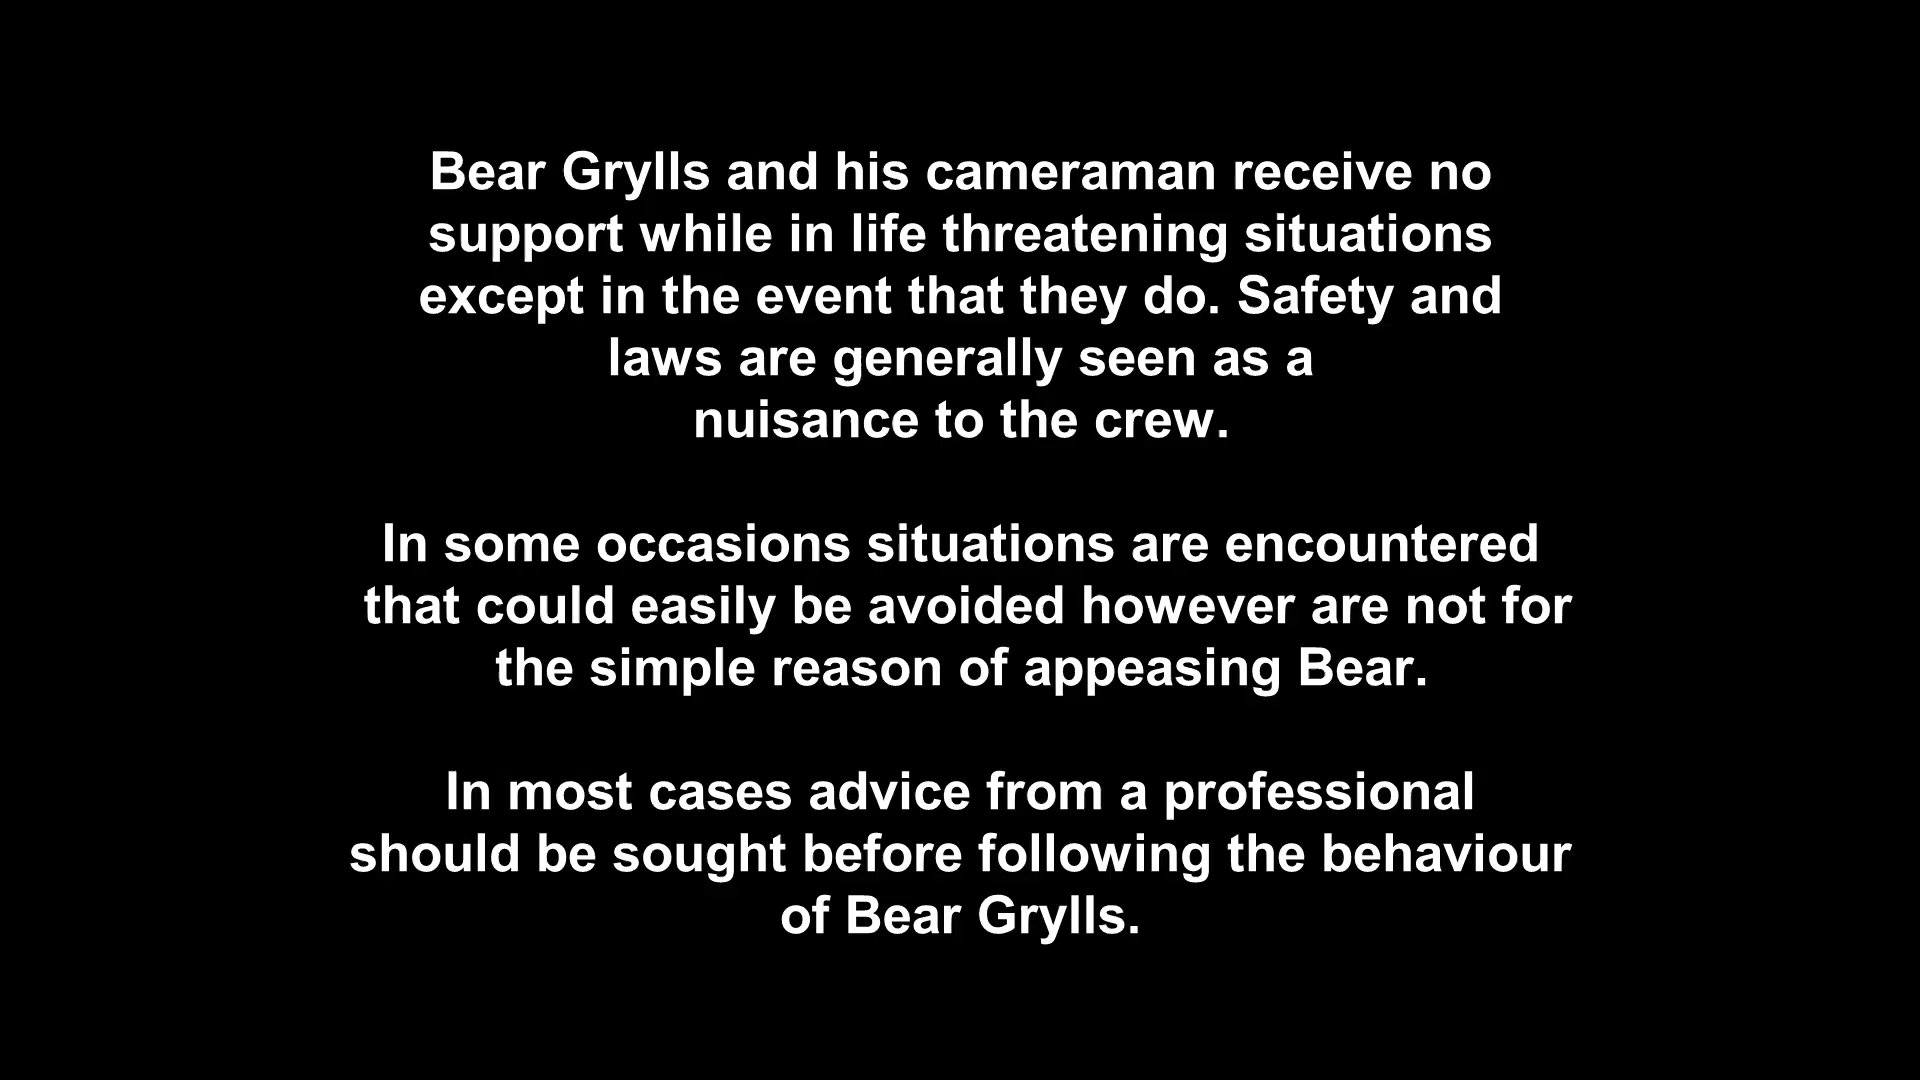 Bear Grylls and his cameraman receive no
support while in life threatening situations
except in the event that they do. Safety and
laws are generally seen as a
nuisance to the crew.
In some occasions situations are encountered
that could easily be avoided however are not for
the simple reason of appeasing Bear.
In most cases advice from a professional
should be sought before following the behaviour
of Bear Grylls.